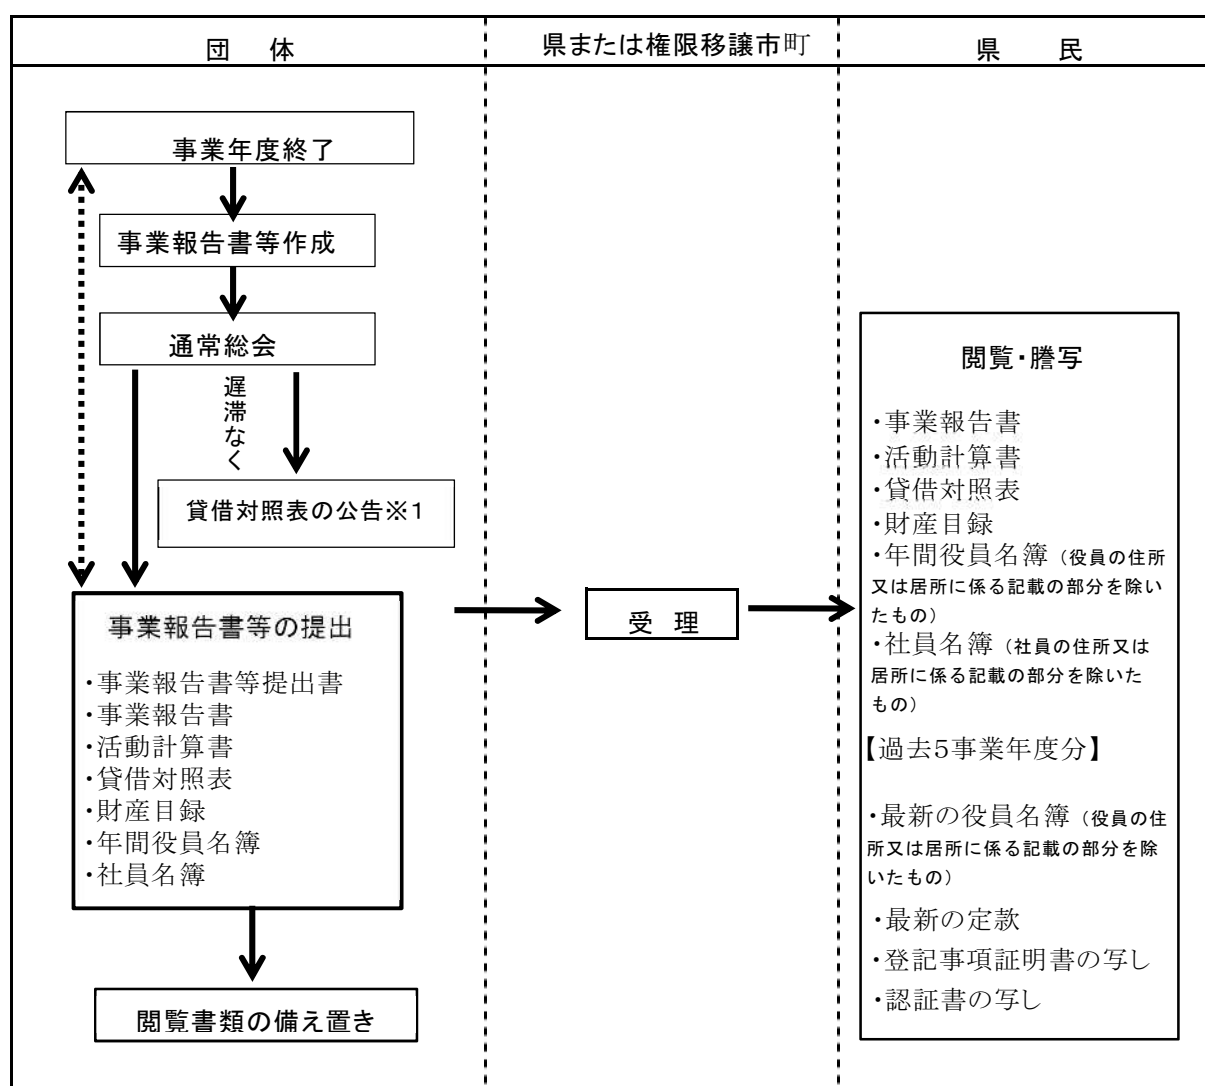 団　体
県または権限移譲市町
県　民
事業年度終了
事業報告書等作成
通常総会
遅滞なく
貸借対照表の公告※1
事業報告書等の提出
・事業報告書等提出書
・事業報告書
・活動計算書
・貸借対照表
・財産目録
・年間役員名簿
・社員名簿
閲覧書類の備え置き
受　理
閲覧・謄写
・事業報告書
・活動計算書
・貸借対照表
・財産目録
・年間役員名簿（役員の住所
又は居所に係る記載の部分を除い
たもの）
・社員名簿（社員の住所又は
居所に係る記載の部分を除いた
もの）
【過去5事業年度分】
・最新の役員名簿（役員の住
所又は居所に係る記載の部分を除
いたもの）
・最新の定款
・登記事項証明書の写し
・認証書の写し